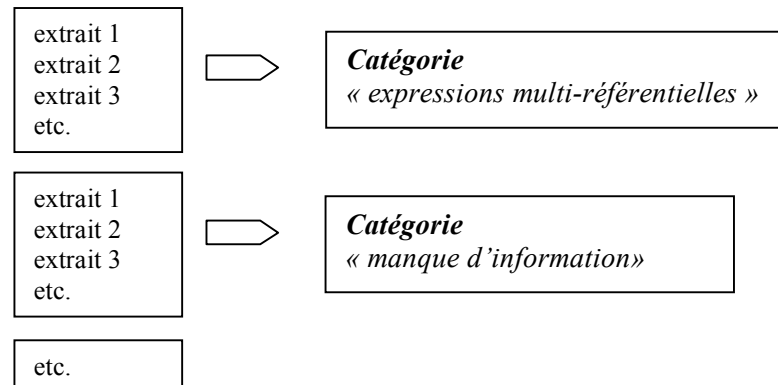 extrait 1
extrait 2
extrait 3
etc.
Catégorie
« expressions multi-référentielles »
extrait 1
extrait 2
extrait 3
etc.
Catégorie
« manque d’information»
etc.